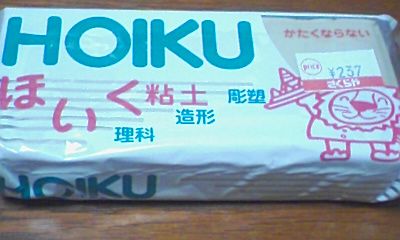 HOIKU
かたくならない
PRICE
¥237
さくらや
ほいく粘土
彫塑
造形
理科
HOIKU